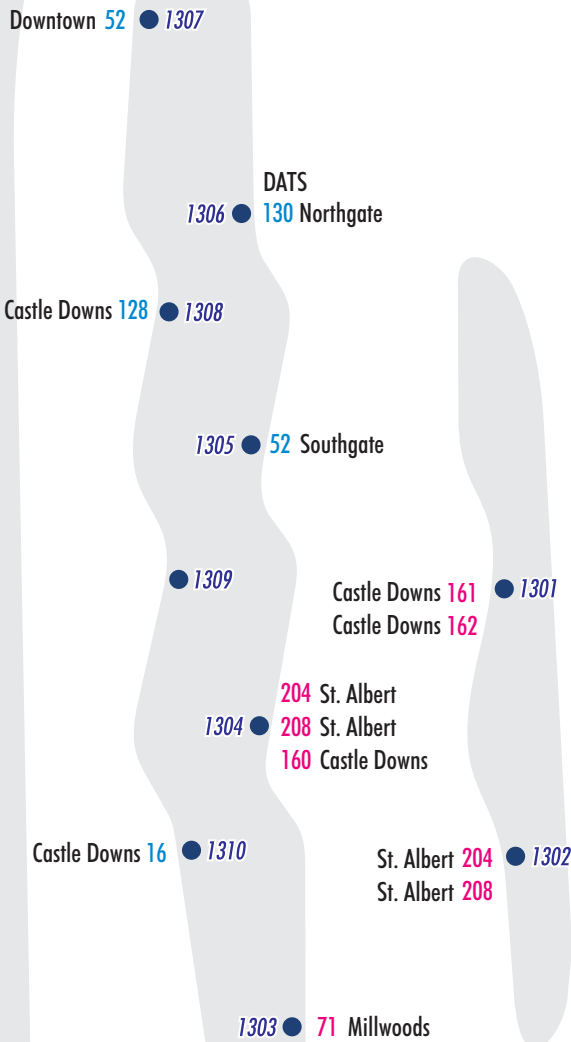 Downtown 52 1307
DATS
1306 130 Northgate
Castle Downs 128 1308
1305 52 Southgate
1309
Castle Downs 161 1301
Castle Downs 162
204 St. Albert
1304 208 St. Albert
160 Castle Downs
Castle Downs 16 1310
St. Albert 204 1302
St. Albert 208
1303 71 Millwoods